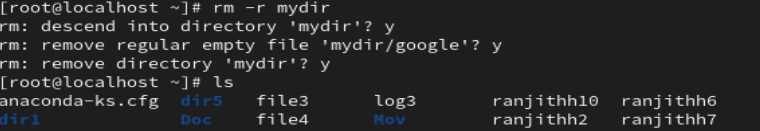 [root@localhost ~]# rm -r mydir
rm: descend into directory 'mydir'? y
rm: remove regular empty file 'mydir/google'? y
rm: remove directory 'mydir'? y
[root@localhost ~]# ls
anaconda-ks.cfg  dir5  file3  log3  ranjithh10  ranjithh6
dir1  Doc  file4  Mov  ranjithh2  ranjithh7